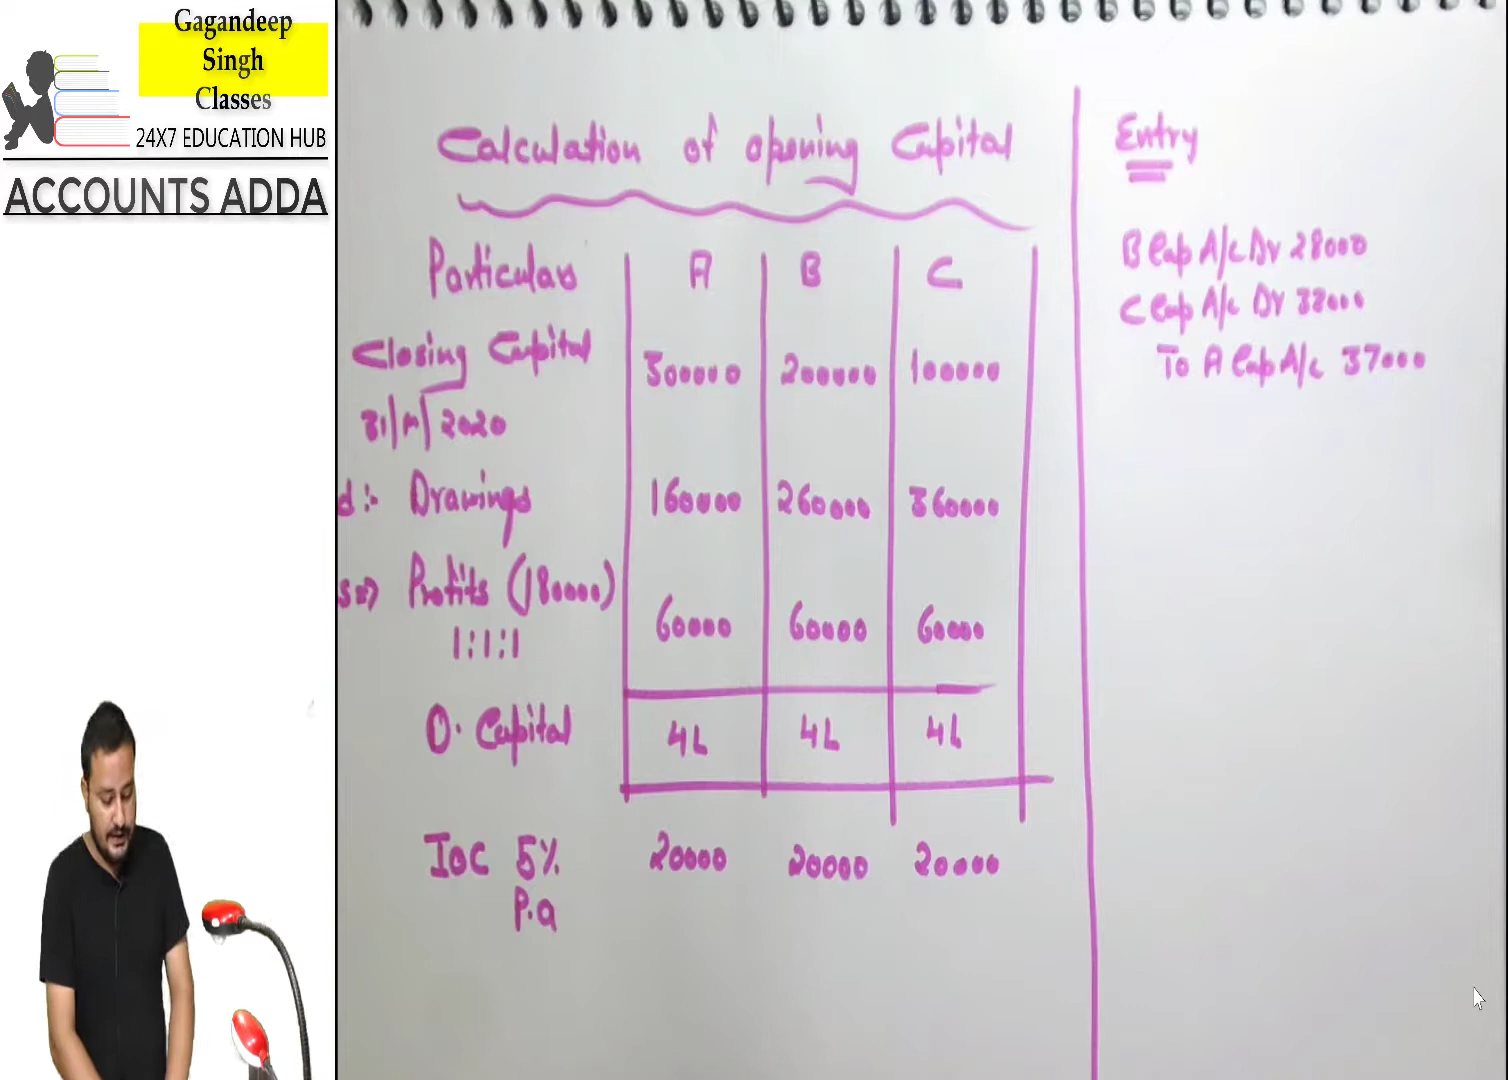 Gagandeep
Singh
Classes
24X7 EDUCATION HUB
ACCOUNTS ADDA
Calculation of opening Capital
Particulars A B C
Closing Capital 300000 200000 100000
31/M/2020
d:- Drawings 160000 260000 360000
s=> Profits (180000) 60000 60000 60000
1:1:1
O. Capital 4L 4L 4L
IOC 5% 20000 20000 20000
P.a
Entry
B Cap A/c Dr 28000
C Cap A/c Dr
To A Cap A/c 37000